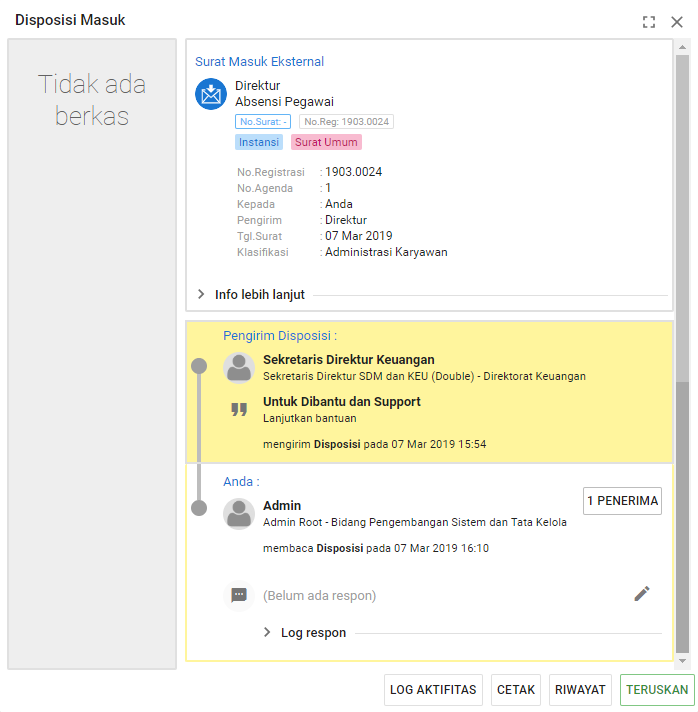 Disposisi Masuk
Tidak ada
berkas
Surat Masuk Eksternal
Direktur
Absensi Pegawai
No.Surat: -
No.Reg: 1903.0024
Instansi
Surat Umum
No.Registrasi : 1903.0024
No.Agenda : 1
Kepada : Anda
Pengirim : Direktur
Tgl.Surat : 07 Mar 2019
Klasifikasi : Administrasi Karyawan
Info lebih lanjut
Pengirim Disposisi :
Sekretaris Direktur Keuangan
Sekretaris Direktur SDM dan KEU (Double) - Direktorat Keuangan
Untuk Dibantu dan Support
Lanjutkan bantuan
mengirim Disposisi pada 07 Mar 2019 15:54
Anda :
Admin
1 PENERIMA
Admin Root - Bidang Pengembangan Sistem dan Tata Kelola
membaca Disposisi pada 07 Mar 2019 16:10
(Belum ada respon)
Log respon
LOG AKTIFITAS
CETAK
RIWAYAT
TERUSKAN